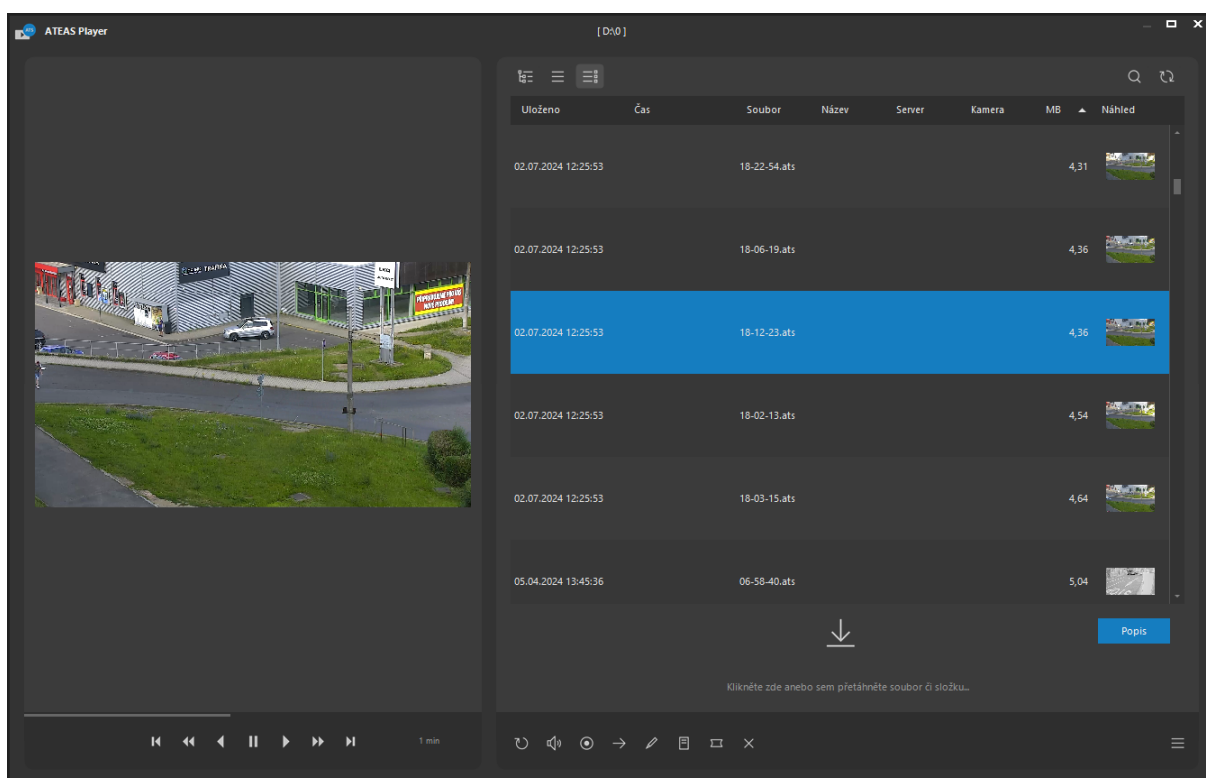 ATEAS Player
[ D:\0 ]
Uloženo Čas Soubor Název Server Kamera MB Náhled
02.07.2024 12:25:53 18-22-54.ats 4,31
02.07.2024 12:25:53 18-06-19.ats 4,36
02.07.2024 12:25:53 18-12-23.ats 4,36
02.07.2024 12:25:53 18-02-13.ats 4,54
02.07.2024 12:25:53 18-03-15.ats 4,64
05.04.2024 13:45:36 06-58-40.ats 5,04
Popis
Klikněte zde anebo sem přetáhněte soubor či složku...
1 min